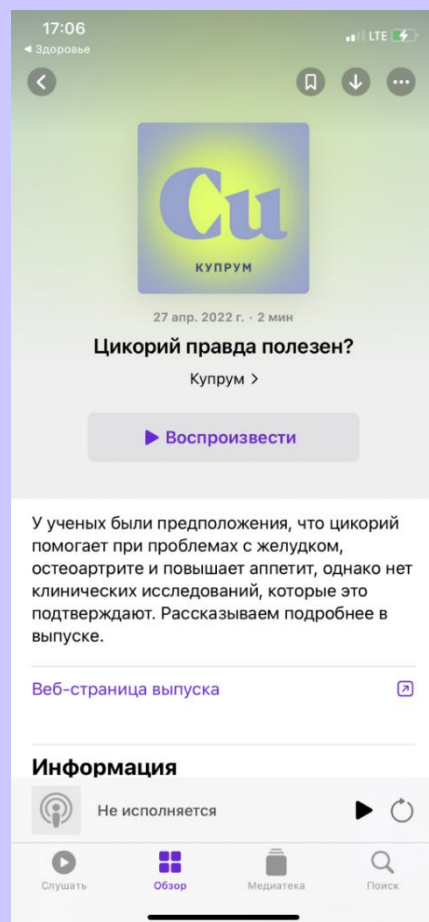 17:06
LTE
◀ Здоровье
Cu
КУПРУМ
27 апр. 2022 г. · 2 мин
Цикорий правда полезен?
Купрум >
Воспроизвести
У ученых были предположения, что цикорий
помогает при проблемах с желудком,
остеоартрите и повышает аппетит, однако нет
клинических исследований, которые это
подтверждают. Рассказываем подробнее в
выпуске.
Веб-страница выпуска
Информация
Не исполняется
Слушать
Обзор
Медиатека
Поиск